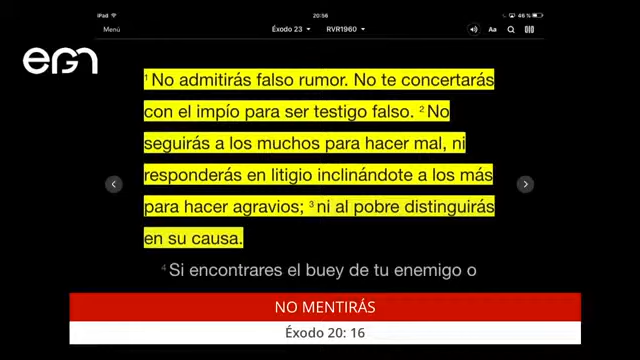 iPad
20:56
46 %
Menú
Éxodo 23
RVR1960
Aa
ern
1 No admitirás falso rumor. No te concertarás
con el impío para ser testigo falso. 2 No
seguirás a los muchos para hacer mal, ni
responderás en litigio inclinándote a los más
para hacer agravios; 3 ni al pobre distinguirás
en su causa.
4 Si encontrares el buey de tu enemigo o
NO MENTIRÁS
Éxodo 20: 16